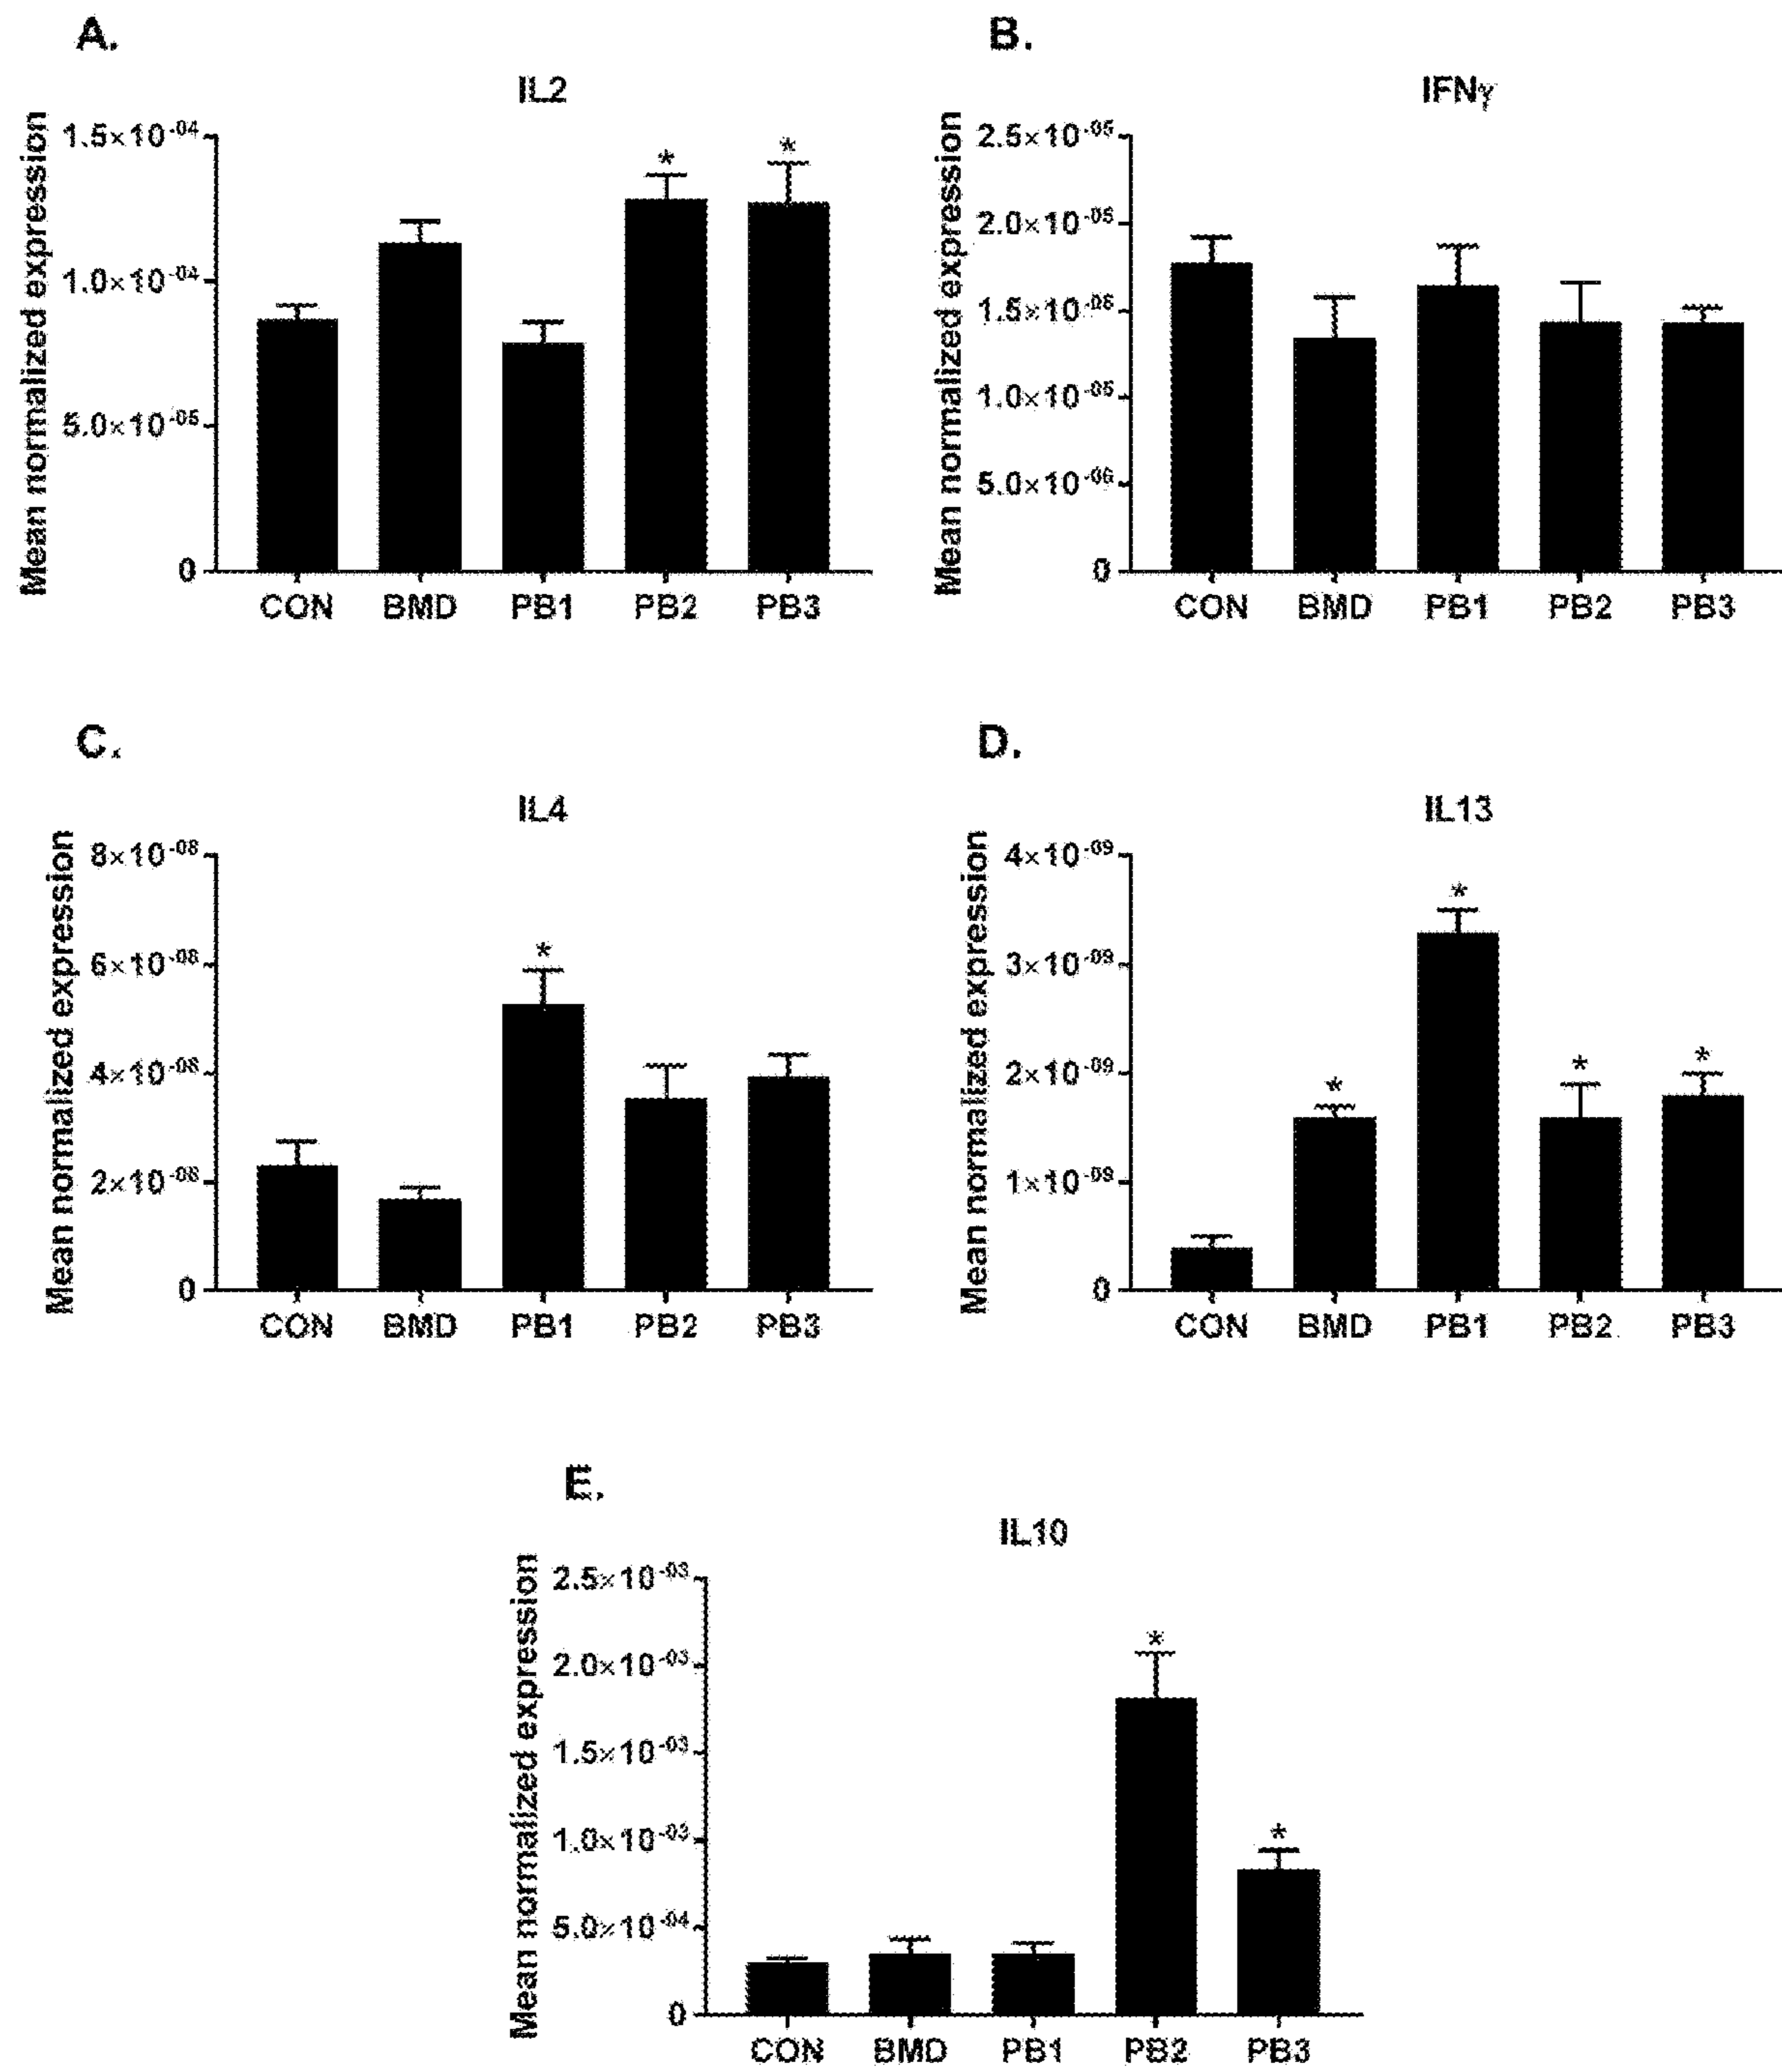 A.
IL2
Mean normalized expression
1.5×10-04
1.0×10-04
5.0×10-05
0
* *
CON BMD PB1 PB2 PB3
B.
IFNγ
Mean normalized expression
2.5×10-05
2.0×10-05
1.5×10-05
1.0×10-05
5.0×10-06
0
CON BMD PB1 PB2 PB3
C.
IL4
Mean normalized expression
8×10-08
6×10-08
4×10-08
2×10-08
0
*
CON BMD PB1 PB2 PB3
D.
IL13
Mean normalized expression
4×10-09
3×10-09
2×10-09
1×10-09
0
* * * *
CON BMD PB1 PB2 PB3
E.
IL10
Mean normalized expression
2.5×10-03
2.0×10-03
1.5×10-03
1.0×10-03
5.0×10-04
0
* *
CON BMD PB1 PB2 PB3